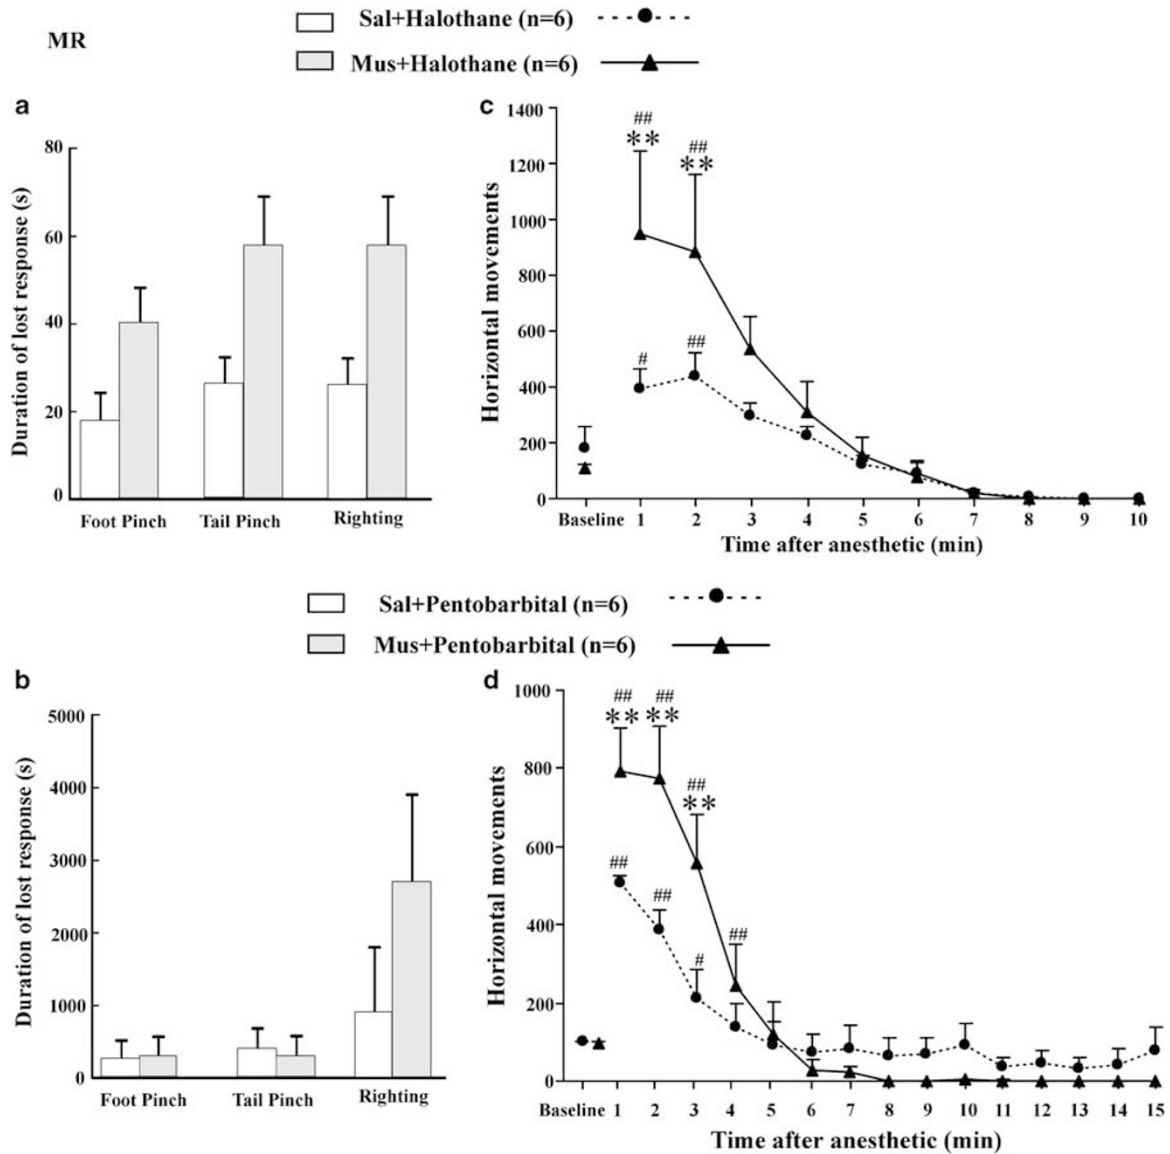 MR
Sal+Halothane (n=6)
Mus+Halothane (n=6)
a
Duration of lost response (s)
80
60
40
20
0
Foot Pinch Tail Pinch Righting
c
Horizontal movements
1400
1200
1000
800
600
400
200
0
##
**
##
**
#
##
Baseline 1 2 3 4 5 6 7 8 9 10
Time after anesthetic (min)
Sal+Pentobarbital (n=6)
Mus+Pentobarbital (n=6)
b
Duration of lost response (s)
5000
4000
3000
2000
1000
0
Foot Pinch Tail Pinch Righting
d
Horizontal movements
1000
800
600
400
200
0
## ##
** **
##
**
##
##
#
##
Baseline 1 2 3 4 5 6 7 8 9 10 11 12 13 14 15
Time after anesthetic (min)